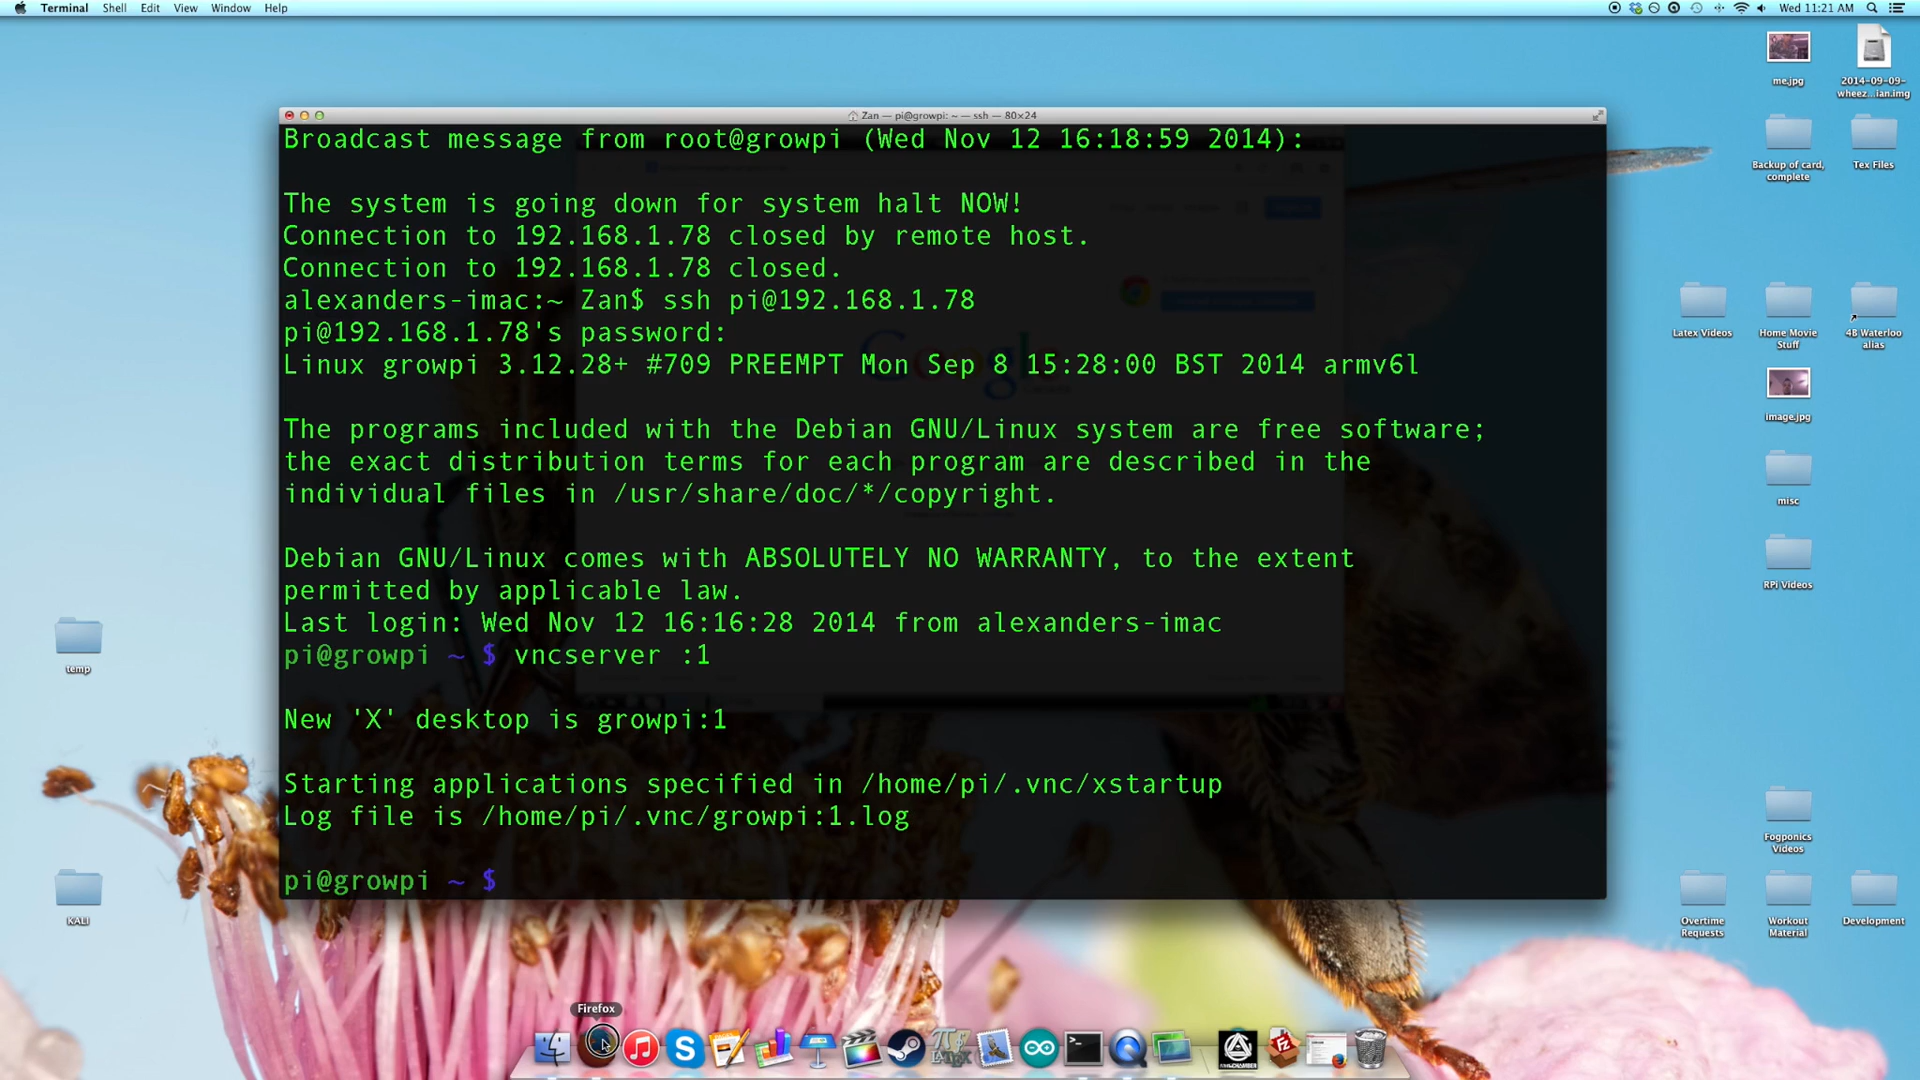 Terminal Shell Edit View Window Help
Wed 11:21 AM
Zan — pi@growpi: ~ — ssh — 80×24
Broadcast message from root@growpi (Wed Nov 12 16:18:59 2014):
The system is going down for system halt NOW!
Connection to 192.168.1.78 closed by remote host.
Connection to 192.168.1.78 closed.
alexanders-imac:~ Zan$ ssh pi@192.168.1.78
pi@192.168.1.78's password:
Linux growpi 3.12.28+ #709 PREEMPT Mon Sep 8 15:28:00 BST 2014 armv6l
The programs included with the Debian GNU/Linux system are free software;
the exact distribution terms for each program are described in the
individual files in /usr/share/doc/*/copyright.
Debian GNU/Linux comes with ABSOLUTELY NO WARRANTY, to the extent
permitted by applicable law.
Last login: Wed Nov 12 16:16:28 2014 from alexanders-imac
pi@growpi ~ $ vncserver :1
New 'X' desktop is growpi:1
Starting applications specified in /home/pi/.vnc/xstartup
Log file is /home/pi/.vnc/growpi:1.log
pi@growpi ~ $
me.jpg
2014-09-09-
wheez...ian.img
Backup of card,
complete
Tex Files
Latex Videos
Home Movie
Stuff
4B Waterloo
alias
image.jpg
misc
RPi Videos
temp
Fogponics
Videos
KALI
Overtime
Requests
Workout
Material
Development
Firefox